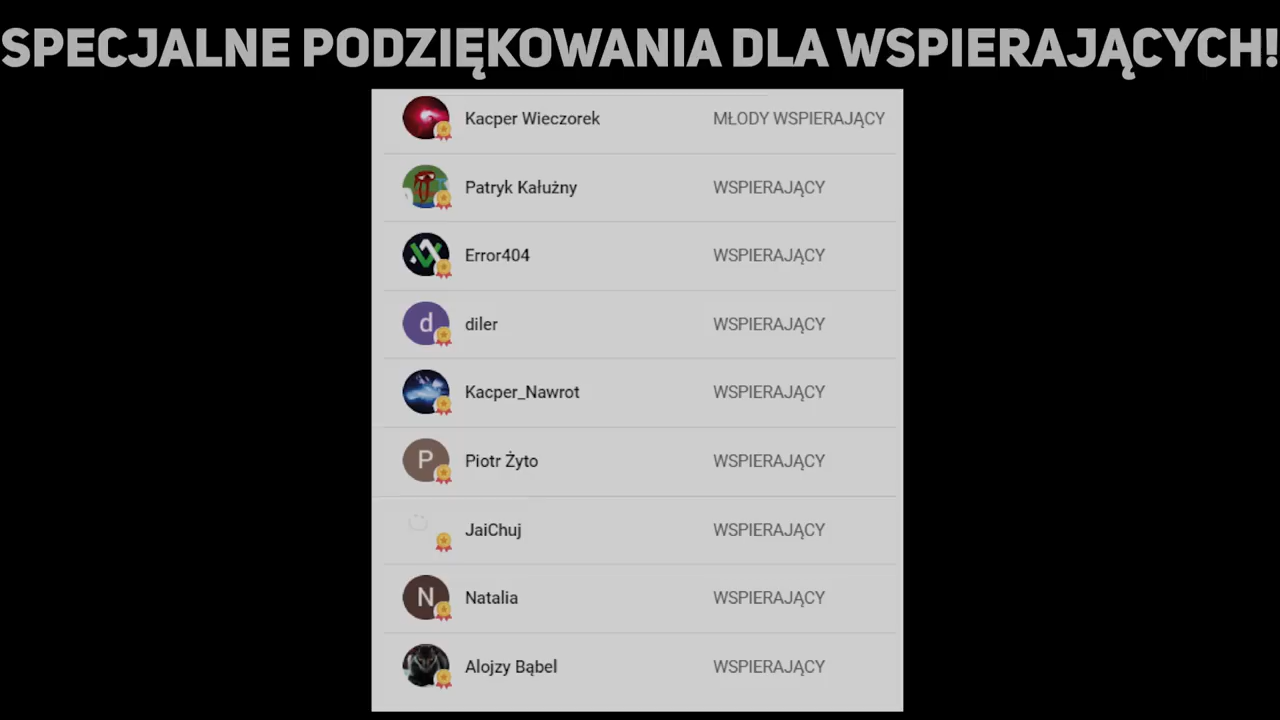 SPECJALNE PODZIĘKOWANIA DLA WSPIERAJĄCYCH!
Kacper Wieczorek MŁODY WSPIERAJĄCY
Patryk Kałużny WSPIERAJĄCY
Error404 WSPIERAJĄCY
d diler WSPIERAJĄCY
Kacper_Nawrot WSPIERAJĄCY
P Piotr Żyto WSPIERAJĄCY
JaiChuj WSPIERAJĄCY
N Natalia WSPIERAJĄCY
Alojzy Bąbel WSPIERAJĄCY